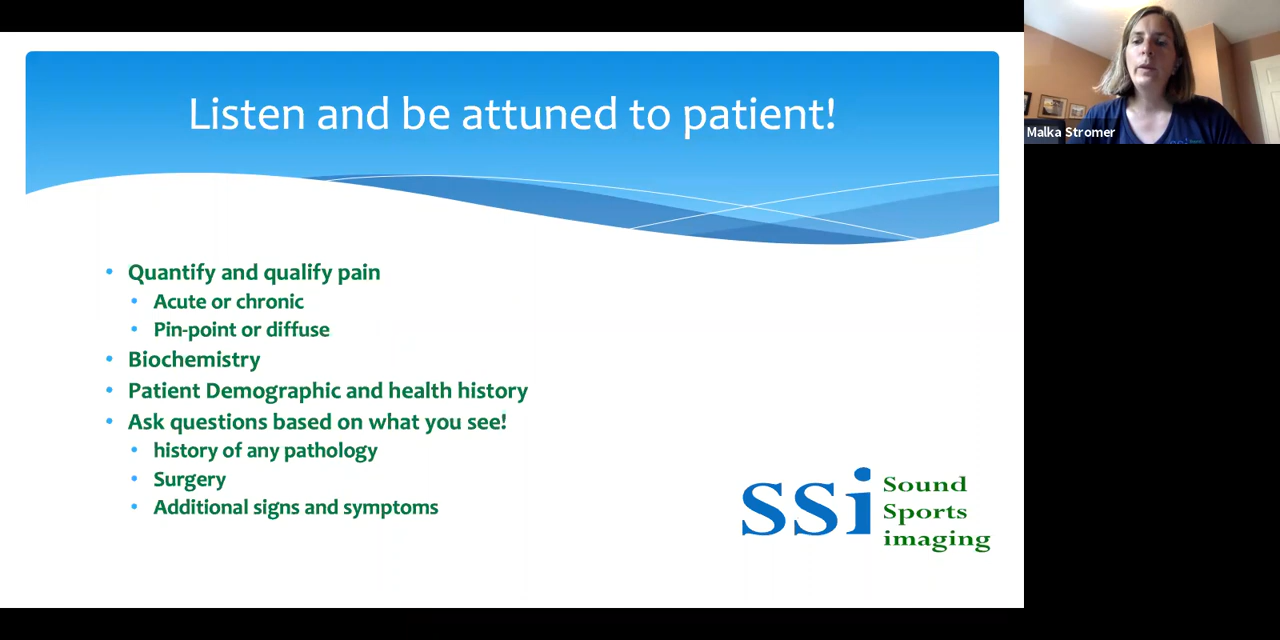 Listen and be attuned to patient!
Quantify and qualify pain
Acute or chronic
Pin-point or diffuse
Biochemistry
Patient Demographic and health history
Ask questions based on what you see!
history of any pathology
Surgery
Additional signs and symptoms
ssi
Sound
Sports
imaging
Malka Stromer
ssi